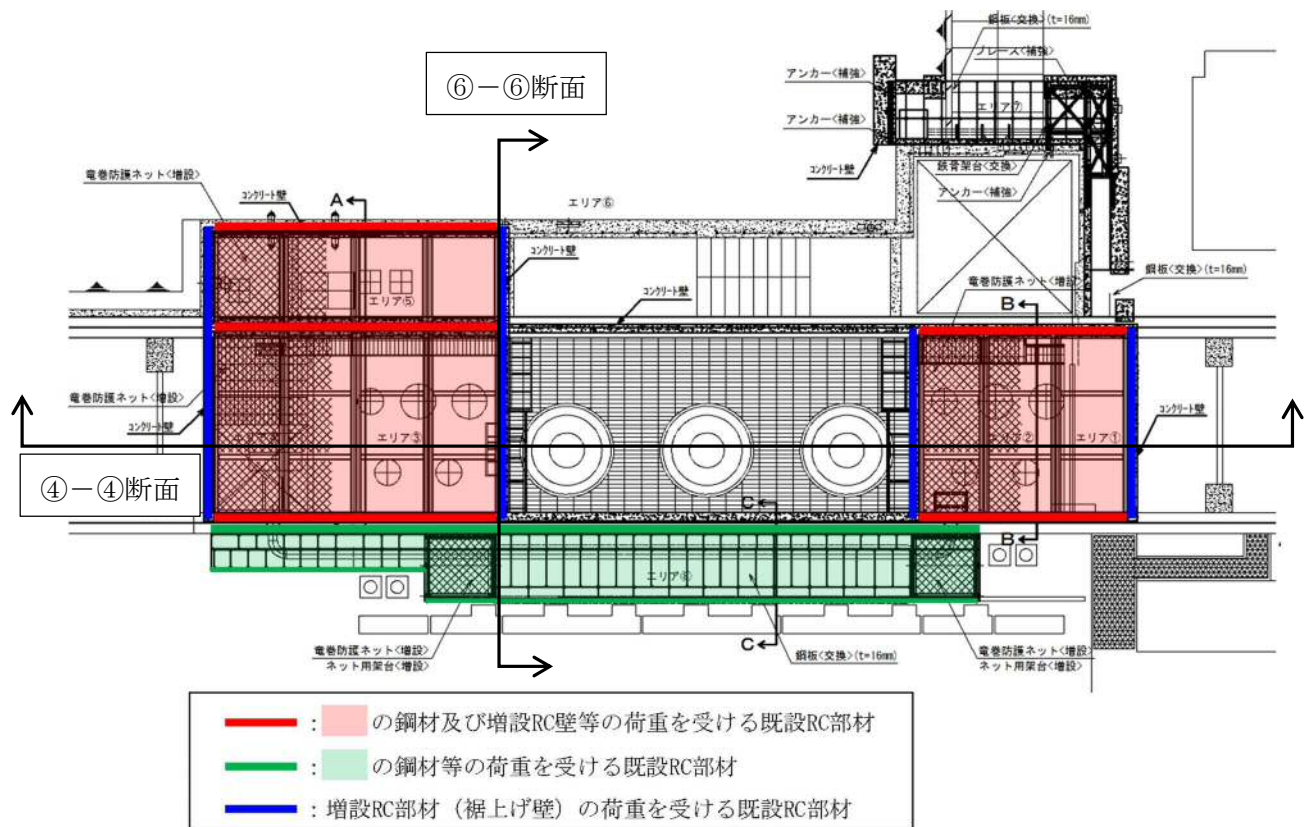 鋼板<交換>(t=16mm)
ブレース<補強>
⑥－⑥断面
アンカー<補強>
エリア⑦
アンカー<補強>
コンクリート壁
鉄骨架台<交換>
アンカー<補強>
竜巻防護ネット<増設>
コンクリート壁
A
エリア⑥
コンクリート壁
鋼板<交換>(t=16mm)
竜巻防護ネット<増設>
エリア⑤
コンクリート壁
B
竜巻防護ネット<増設>
コンクリート壁
コンクリート壁
エリア③
エリア②
エリア①
④－④断面
C
B
エリア⑧
C
竜巻防護ネット<増設>
ネット用架台<増設>
鋼板<交換>(t=16mm)
竜巻防護ネット<増設>
ネット用架台<増設>
：の鋼材及び増設RC壁等の荷重を受ける既設RC部材
：の鋼材等の荷重を受ける既設RC部材
：増設RC部材（裾上げ壁）の荷重を受ける既設RC部材